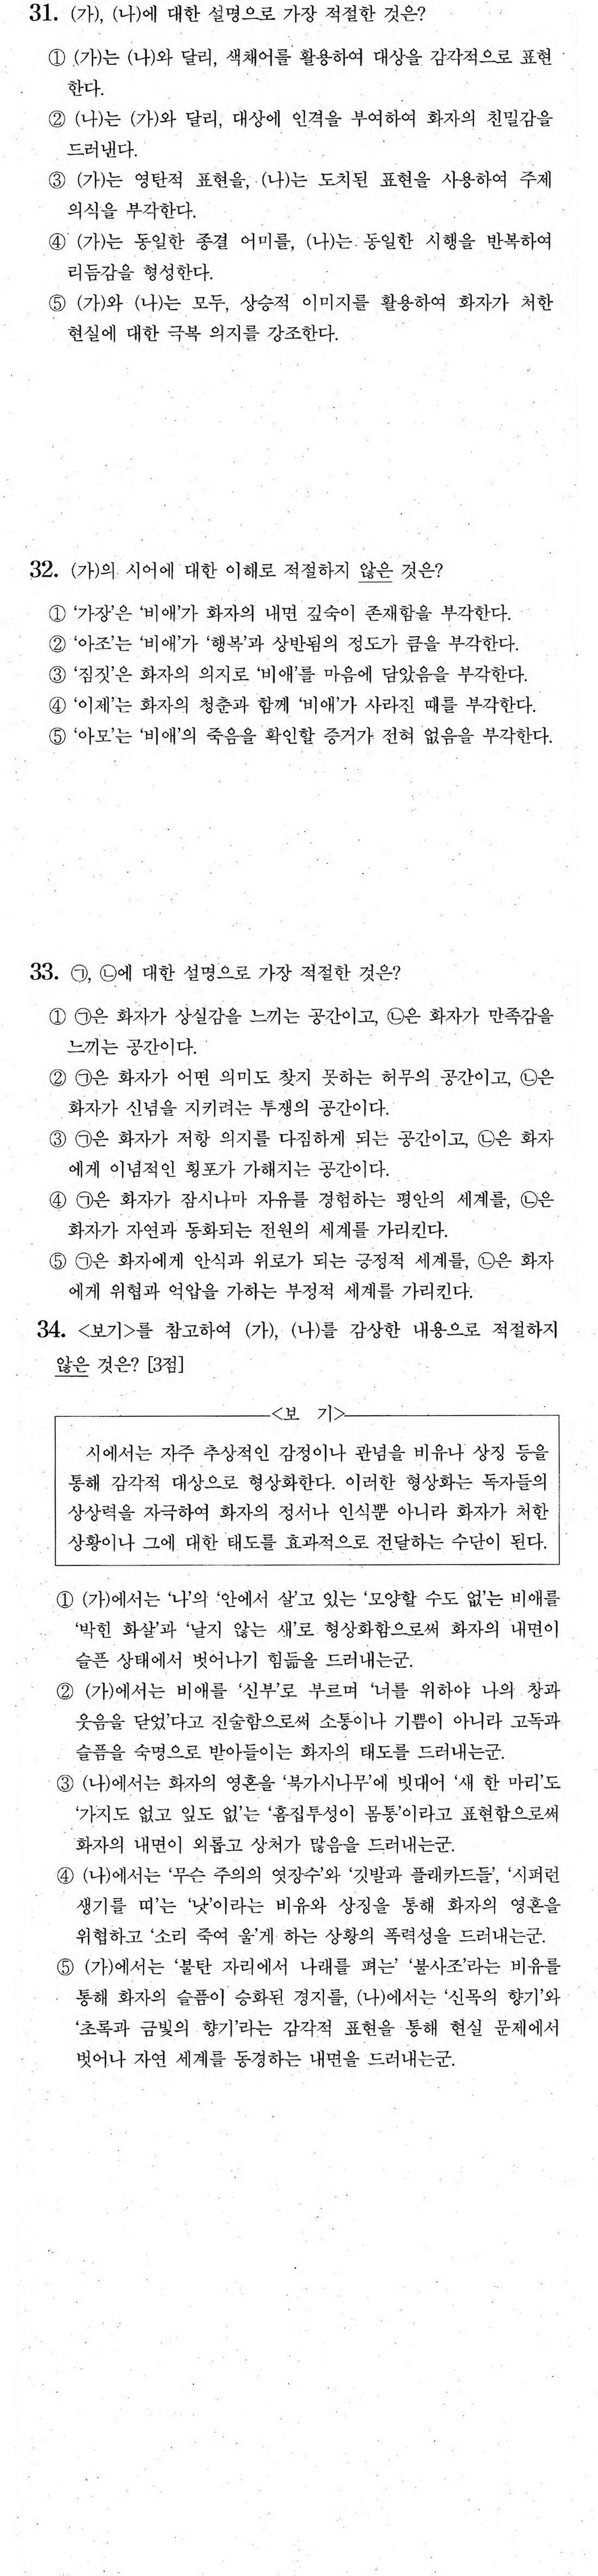 31. (가), (나)에 대한 설명으로 가장 적절한 것은?
① (가)는 (나)와 달리, 색채어를 활용하여 대상을 감각적으로 표현
한다.
② (나)는 (가)와 달리, 대상에 인격을 부여하여 화자의 친밀감을
드러낸다.
③ (가)는 영탄적 표현을, (나)는 도치된 표현을 사용하여 주제
의식을 부각한다.
④ (가)는 동일한 종결 어미를, (나)는 동일한 시행을 반복하여
리듬감을 형성한다.
⑤ (가)와 (나)는 모두, 상승적 이미지를 활용하여 화자가 처한
현실에 대한 극복 의지를 강조한다.
32. (가)의 시어에 대한 이해로 적절하지 않은 것은?
① ‘가장’은 ‘비애’가 화자의 내면 깊숙이 존재함을 부각한다.
② ‘아조’는 ‘비애’가 ‘행복’과 상반됨의 정도가 큼을 부각한다.
③ ‘짐짓’은 화자의 의지로 ‘비애’를 마음에 담았음을 부각한다.
④ ‘이제’는 화자의 청춘과 함께 ‘비애’가 사라진 때를 부각한다.
⑤ ‘아모’는 ‘비애’의 죽음을 확인할 증거가 전혀 없음을 부각한다.
33. ㉠, ㉡에 대한 설명으로 가장 적절한 것은?
① ㉠은 화자가 상실감을 느끼는 공간이고, ㉡은 화자가 만족감을
느끼는 공간이다.
② ㉠은 화자가 어떤 의미도 찾지 못하는 허무의 공간이고, ㉡은
화자가 신념을 지키려는 투쟁의 공간이다.
③ ㉠은 화자가 저항 의지를 다짐하게 되는 공간이고, ㉡은 화자
에게 이념적인 횡포가 가해지는 공간이다.
④ ㉠은 화자가 잠시나마 자유를 경험하는 평안의 세계를, ㉡은
화자가 자연과 동화되는 전원의 세계를 가리킨다.
⑤ ㉠은 화자에게 안식과 위로가 되는 긍정적 세계를, ㉡은 화자
에게 위협과 억압을 가하는 부정적 세계를 가리킨다.
34. <보기>를 참고하여 (가), (나)를 감상한 내용으로 적절하지
않은 것은? [3점]
<보 기>
시에서는 자주 추상적인 감정이나 관념을 비유나 상징 등을
통해 감각적 대상으로 형상화한다. 이러한 형상화는 독자들의
상상력을 자극하여 화자의 정서나 인식뿐 아니라 화자가 처한
상황이나 그에 대한 태도를 효과적으로 전달하는 수단이 된다.
① (가)에서는 ‘나’의 ‘안에서 살’고 있는 ‘모양할 수도 없’는 비애를
‘박힌 화살’과 ‘날지 않는 새’로 형상화함으로써 화자의 내면이
슬픈 상태에서 벗어나기 힘듦을 드러내는군.
② (가)에서는 비애를 ‘신부’로 부르며 ‘너를 위하야 나의 창과
웃음을 닫었’다고 진술함으로써 소통이나 기쁨이 아니라 고독과
슬픔을 숙명으로 받아들이는 화자의 태도를 드러내는군.
③ (나)에서는 화자의 영혼을 ‘북가시나무’에 빗대어 ‘새 한 마리’도
‘가지도 없고 잎도 없’는 ‘흠집투성이 몸통’이라고 표현함으로써
화자의 내면이 외롭고 상처가 많음을 드러내는군.
④ (나)에서는 ‘무슨 주의의 엿장수’와 ‘깃발과 플래카드들’, ‘시퍼런
생기를 띠’는 ‘낫’이라는 비유와 상징을 통해 화자의 영혼을
위협하고 ‘소리 죽여 울’게 하는 상황의 폭력성을 드러내는군.
⑤ (가)에서는 ‘불탄 자리에서 나래를 펴는’ ‘불사조’라는 비유를
통해 화자의 슬픔이 승화된 경지를, (나)에서는 ‘신목의 향기’와
‘초록과 금빛의 향기’라는 감각적 표현을 통해 현실 문제에서
벗어나 자연 세계를 동경하는 내면을 드러내는군.